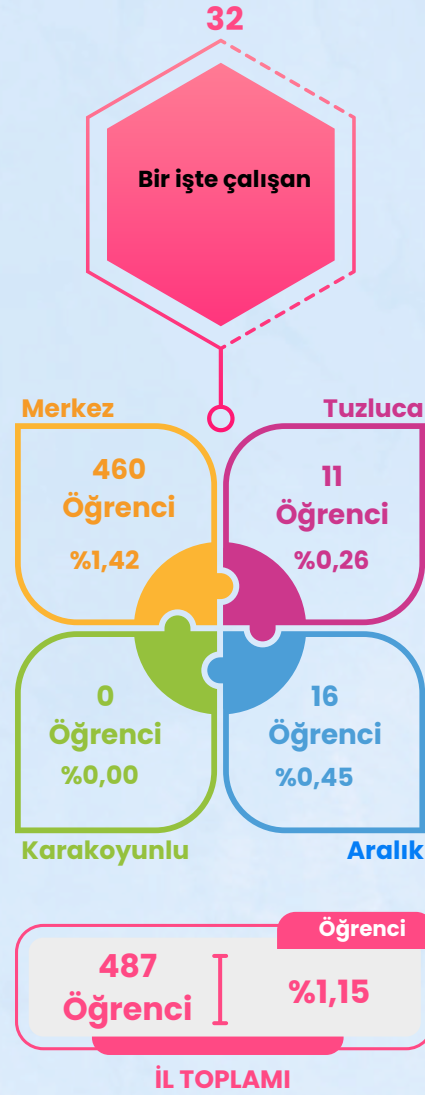 32
Bir işte çalışan
Merkez
460
Öğrenci
%1,42
Tuzluca
11
Öğrenci
%0,26
0
Öğrenci
%0,00
Karakoyunlu
16
Öğrenci
%0,45
Aralık
Öğrenci
487
Öğrenci
%1,15
İL TOPLAMI